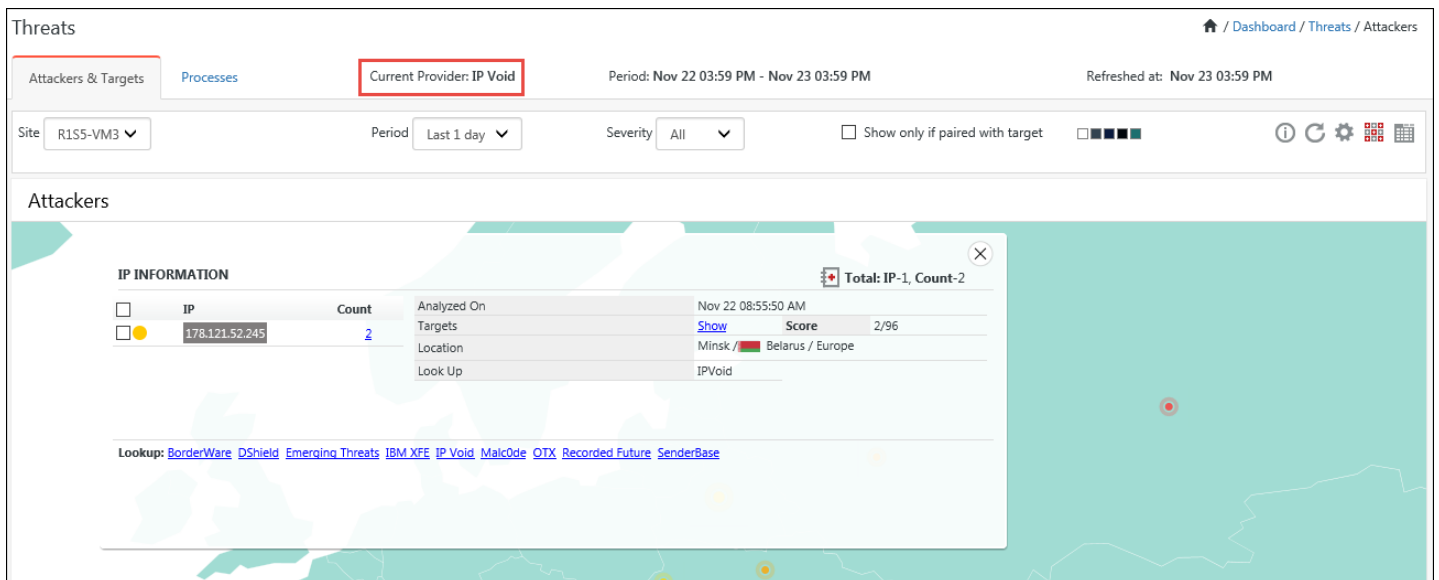 Threats
/ Dashboard / Threats / Attackers
Attackers & Targets Processes Current Provider: IP Void Period: Nov 22 03:59 PM - Nov 23 03:59 PM Refreshed at: Nov 23 03:59 PM
Site R1S5-VM3 Period Last 1 day Severity All Show only if paired with target
Attackers
IP INFORMATION
Total: IP-1, Count-2
IP Count
178.121.52.245 2
Analyzed On Nov 22 08:55:50 AM
Targets Show Score 2/96
Location Minsk / Belarus / Europe
Look Up IPVoid
Lookup: BorderWare DShield Emerging Threats IBM XFE IP Void Malc0de OTX Recorded Future SenderBase